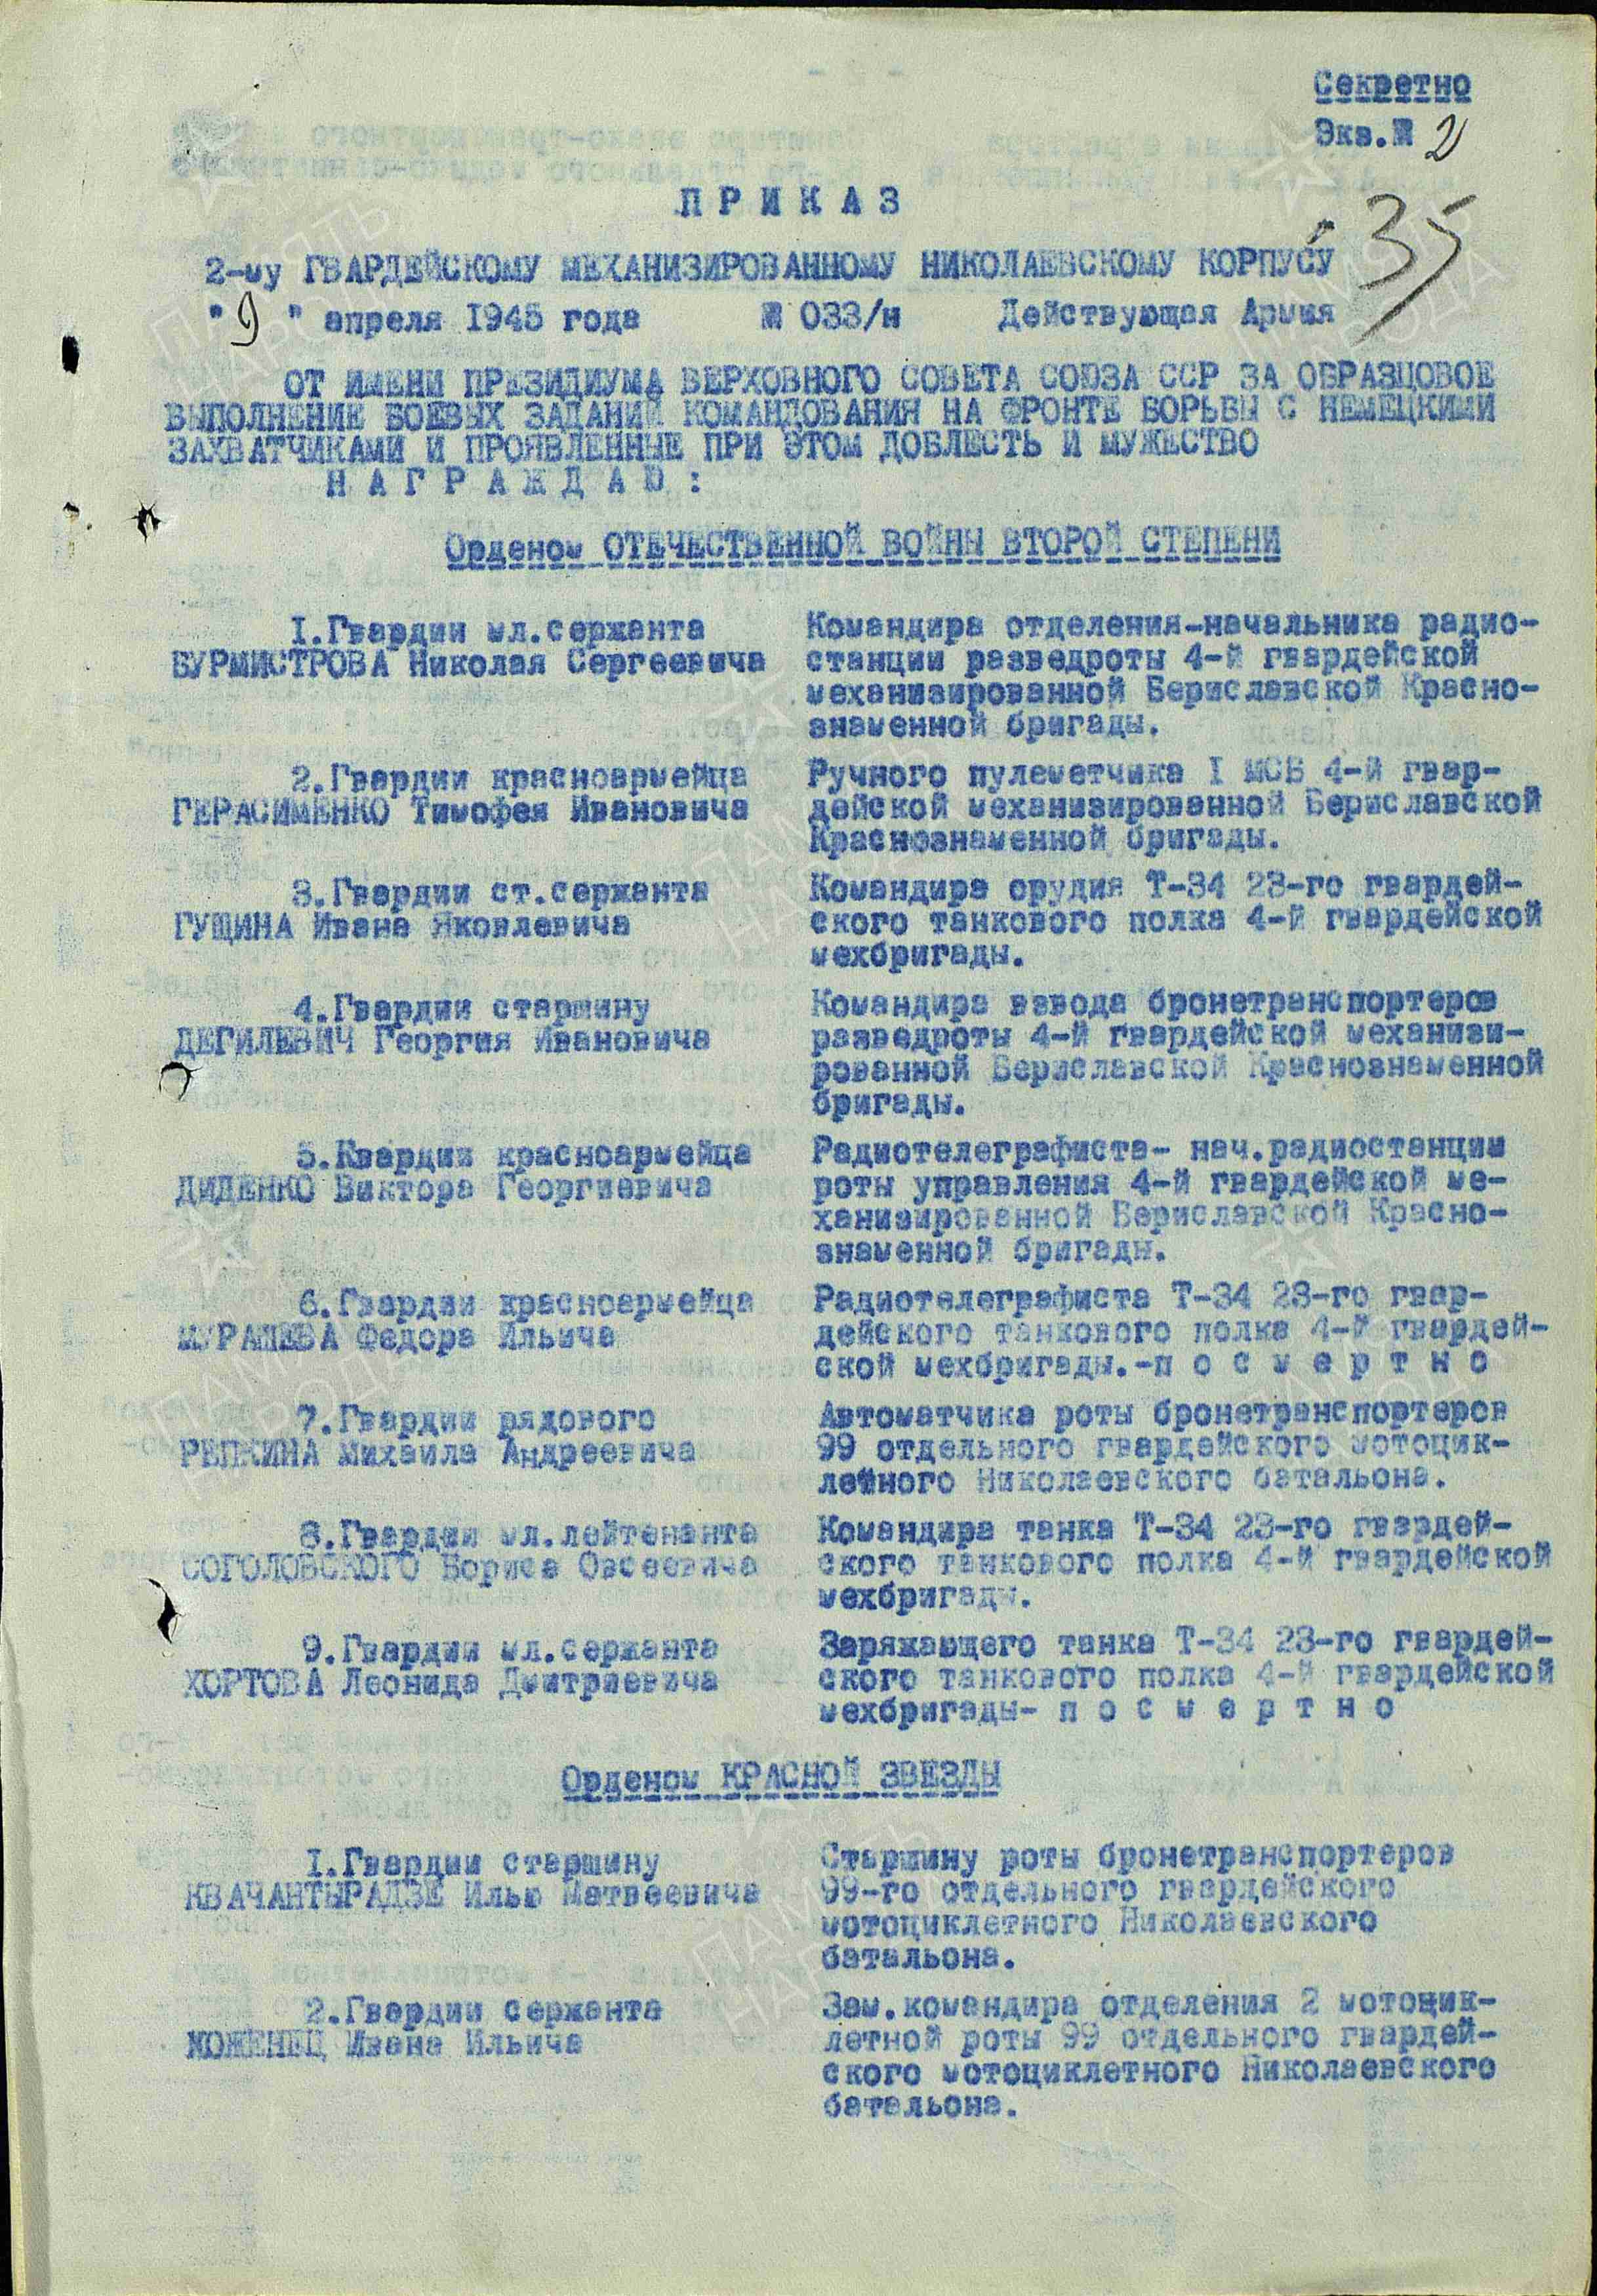 Секретно
Экз.№ 2
35
П Р И К А З
2-му ГВАРДЕЙСКОМУ МЕХАНИЗИРОВАННОМУ НИКОЛАЕВСКОМУ КОРПУСУ
" 9 " апреля 1945 года № 033/н Действующая Армия
ОТ ИМЕНИ ПРЕЗИДИУМА ВЕРХОВНОГО СОВЕТА СОЮЗА ССР ЗА ОБРАЗЦОВОЕ
ВЫПОЛНЕНИЕ БОЕВЫХ ЗАДАНИЙ КОМАНДОВАНИЯ НА ФРОНТЕ БОРЬБЫ С НЕМЕЦКИМИ
ЗАХВАТЧИКАМИ И ПРОЯВЛЕННЫЕ ПРИ ЭТОМ ДОБЛЕСТЬ И МУЖЕСТВО
Н А Г Р А Ж Д А Ю :
Орденом ОТЕЧЕСТВЕННОЙ ВОЙНЫ ВТОРОЙ СТЕПЕНИ
1.Гвардии мл.сержанта
БУРМИСТРОВА Николая Сергеевича
Командира отделения-начальника радио-
станции разведроты 4-й гвардейской
механизированной Бериславской Красно-
знаменной бригады.
2.Гвардии красноармейца
ГЕРАСИМЕНКО Тимофея Ивановича
Ручного пулеметчика I МСБ 4-й гвар-
дейской механизированной Бериславской
Краснознаменной бригады.
3.Гвардии ст.сержанта
ГУЩИНА Ивана Яковлевича
Командира орудия Т-34 23-го гвардей-
ского танкового полка 4-й гвардейской
мехбригады.
4.Гвардии старшину
ДЕГИЛЕВИЧ Георгия Ивановича
Командира взвода бронетранспортеров
разведроты 4-й гвардейской механизи-
рованной Бериславской Краснознаменной
бригады.
5.Квардии красноармейца
ДИДЕНКО Виктора Георгиевича
Радиотелеграфиста- нач.радиостанции
роты управления 4-й гвардейской ме-
ханизированной Бериславской Красно-
знаменной бригады.
6.Гвардии красноармейца
МУРАШЕВА Федора Ильича
Радиотелеграфиста Т-34 23-го гвар-
дейского танкового полка 4-й гвардей-
ской мехбригады.-п о с м е р т н о
7.Гвардии рядового
РЕПКИНА Михаила Андреевича
Автоматчика роты бронетранспортеров
99 отдельного гвардейского мотоцик-
летного Николаевского батальона.
8.Гвардии мл.лейтенанта
СОГОЛОВСКОГО Бориса Овсеевича
Командира танка Т-34 23-го гвардей-
ского танкового полка 4-й гвардейской
мехбригады.
9.Гвардии мл.сержанта
ХОРТОВА Леонида Дмитриевича
Заряжающего танка Т-34 23-го гвардей-
ского танкового полка 4-й гвардейской
мехбригады- п о с м е р т н о
Орденом КРАСНОЙ ЗВЕЗДЫ
I.Гвардии старшину
КВАЧАНТЫРАДЗЕ Илью Матвеевича
Старшину роты бронетранспортеров
99-го отдельного гвардейского
мотоциклетного Николаевского
батальона.
2.Гвардии сержанта
МОЖЕНЕЦ Ивана Ильича
Зам.командира отделения 2 мотоцик-
летной роты 99 отдельного гвардей-
ского мотоциклетного Николаевского
батальона.